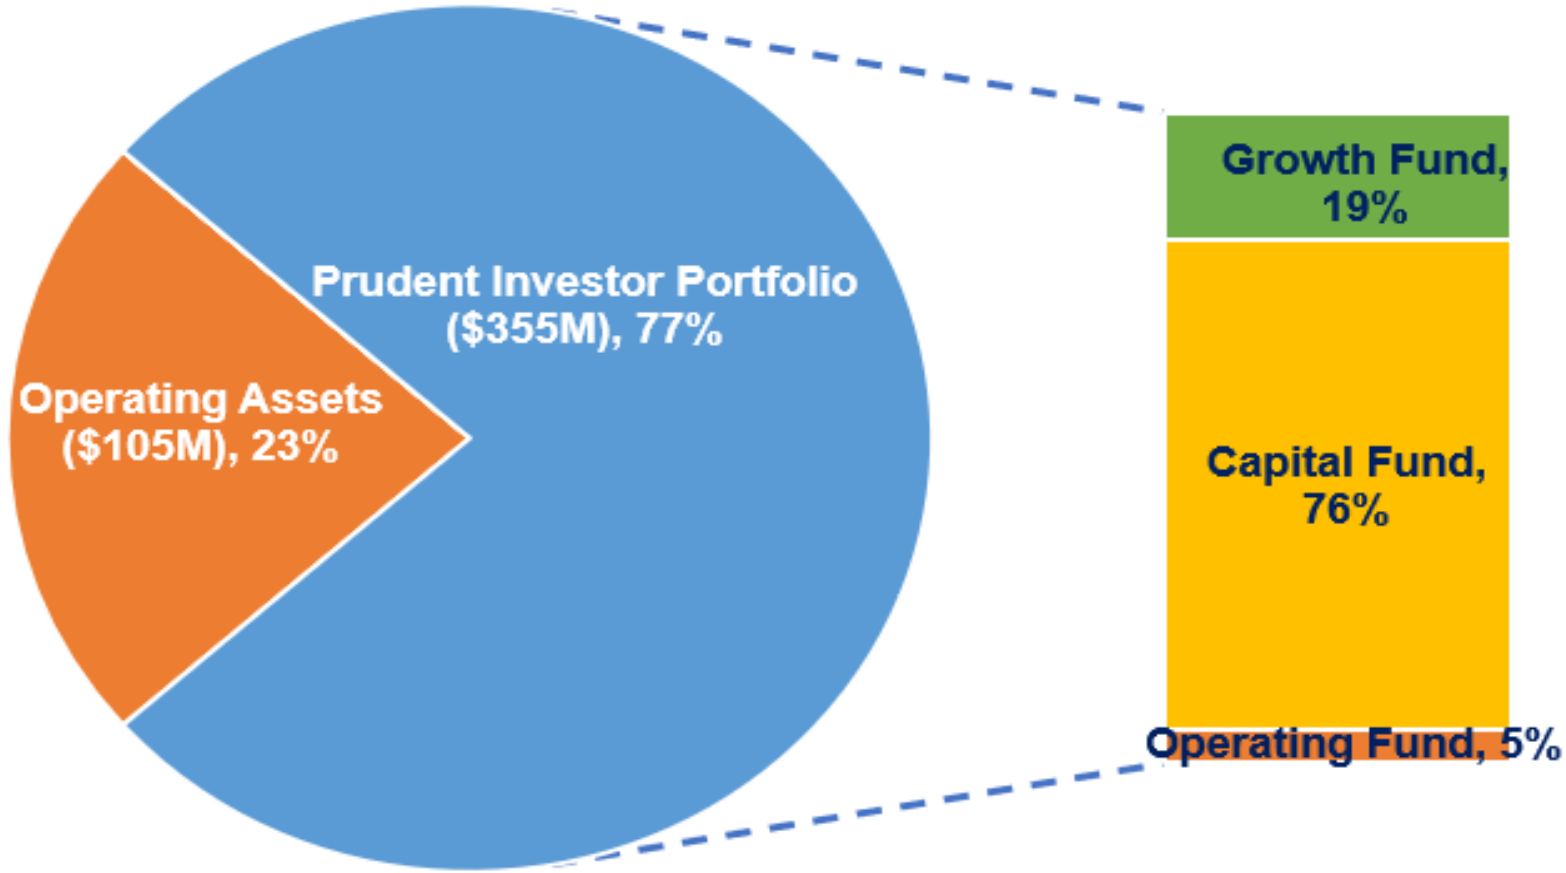 Prudent Investor Portfolio
($355M), 77%
Operating Assets
($105M), 23%
Growth Fund,
19%
Capital Fund,
76%
Operating Fund, 5%